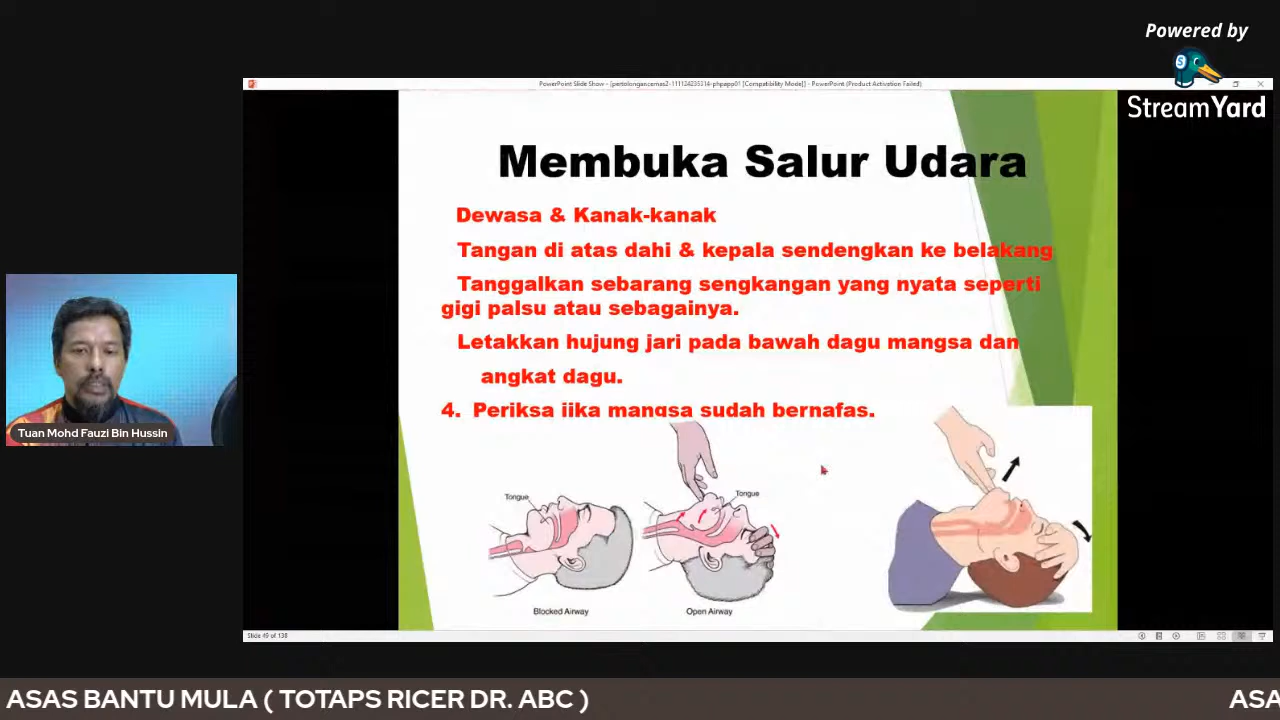 Powered by
StreamYard
PowerPoint Slide Show - [pertolongancemas2-111124235314-phpapp01 [Compatibility Mode]] - PowerPoint (Product Activation Failed)
Membuka Salur Udara
Dewasa & Kanak-kanak
Tangan di atas dahi & kepala sendengkan ke belakang
Tanggalkan sebarang sengkangan yang nyata seperti
gigi palsu atau sebagainya.
Letakkan hujung jari pada bawah dagu mangsa dan
angkat dagu.
4. Periksa jika mangsa sudah bernafas.
Tongue
Tongue
Blocked Airway
Open Airway
Slide 49 of 138
Tuan Mohd Fauzi Bin Hussin
ASAS BANTU MULA ( TOTAPS RICER DR. ABC )
ASA